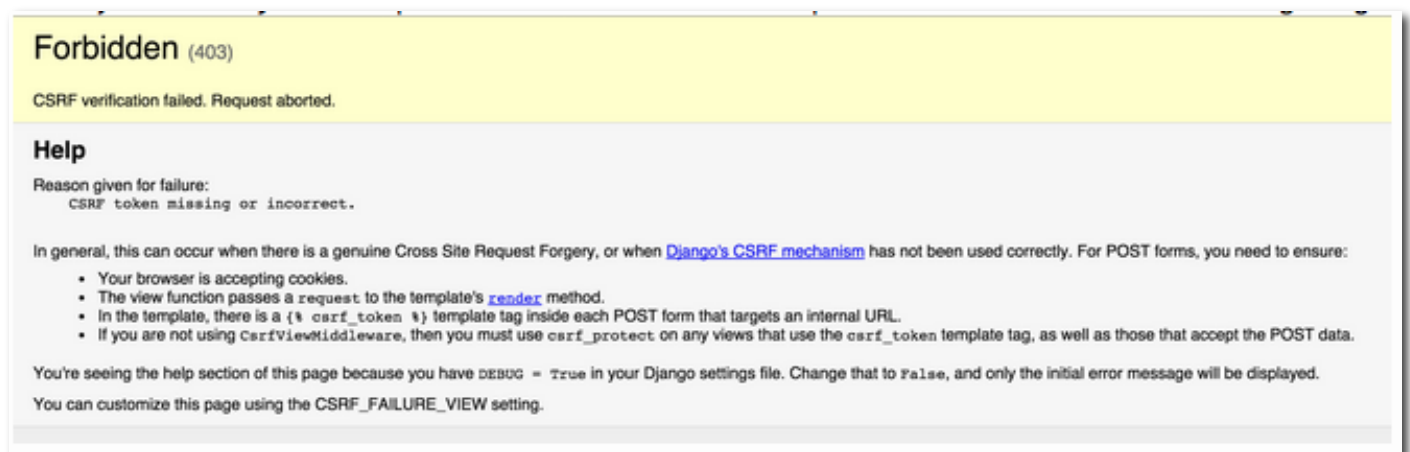 Forbidden (403)
CSRF verification failed. Request aborted.
Help
Reason given for failure:
CSRF token missing or incorrect.
In general, this can occur when there is a genuine Cross Site Request Forgery, or when Django's CSRF mechanism has not been used correctly. For POST forms, you need to ensure:
• Your browser is accepting cookies.
• The view function passes a request to the template's render method.
• In the template, there is a {% csrf_token %} template tag inside each POST form that targets an internal URL.
• If you are not using CsrfViewMiddleware, then you must use csrf_protect on any views that use the csrf_token template tag, as well as those that accept the POST data.
You're seeing the help section of this page because you have DEBUG = True in your Django settings file. Change that to False, and only the initial error message will be displayed.
You can customize this page using the CSRF_FAILURE_VIEW setting.